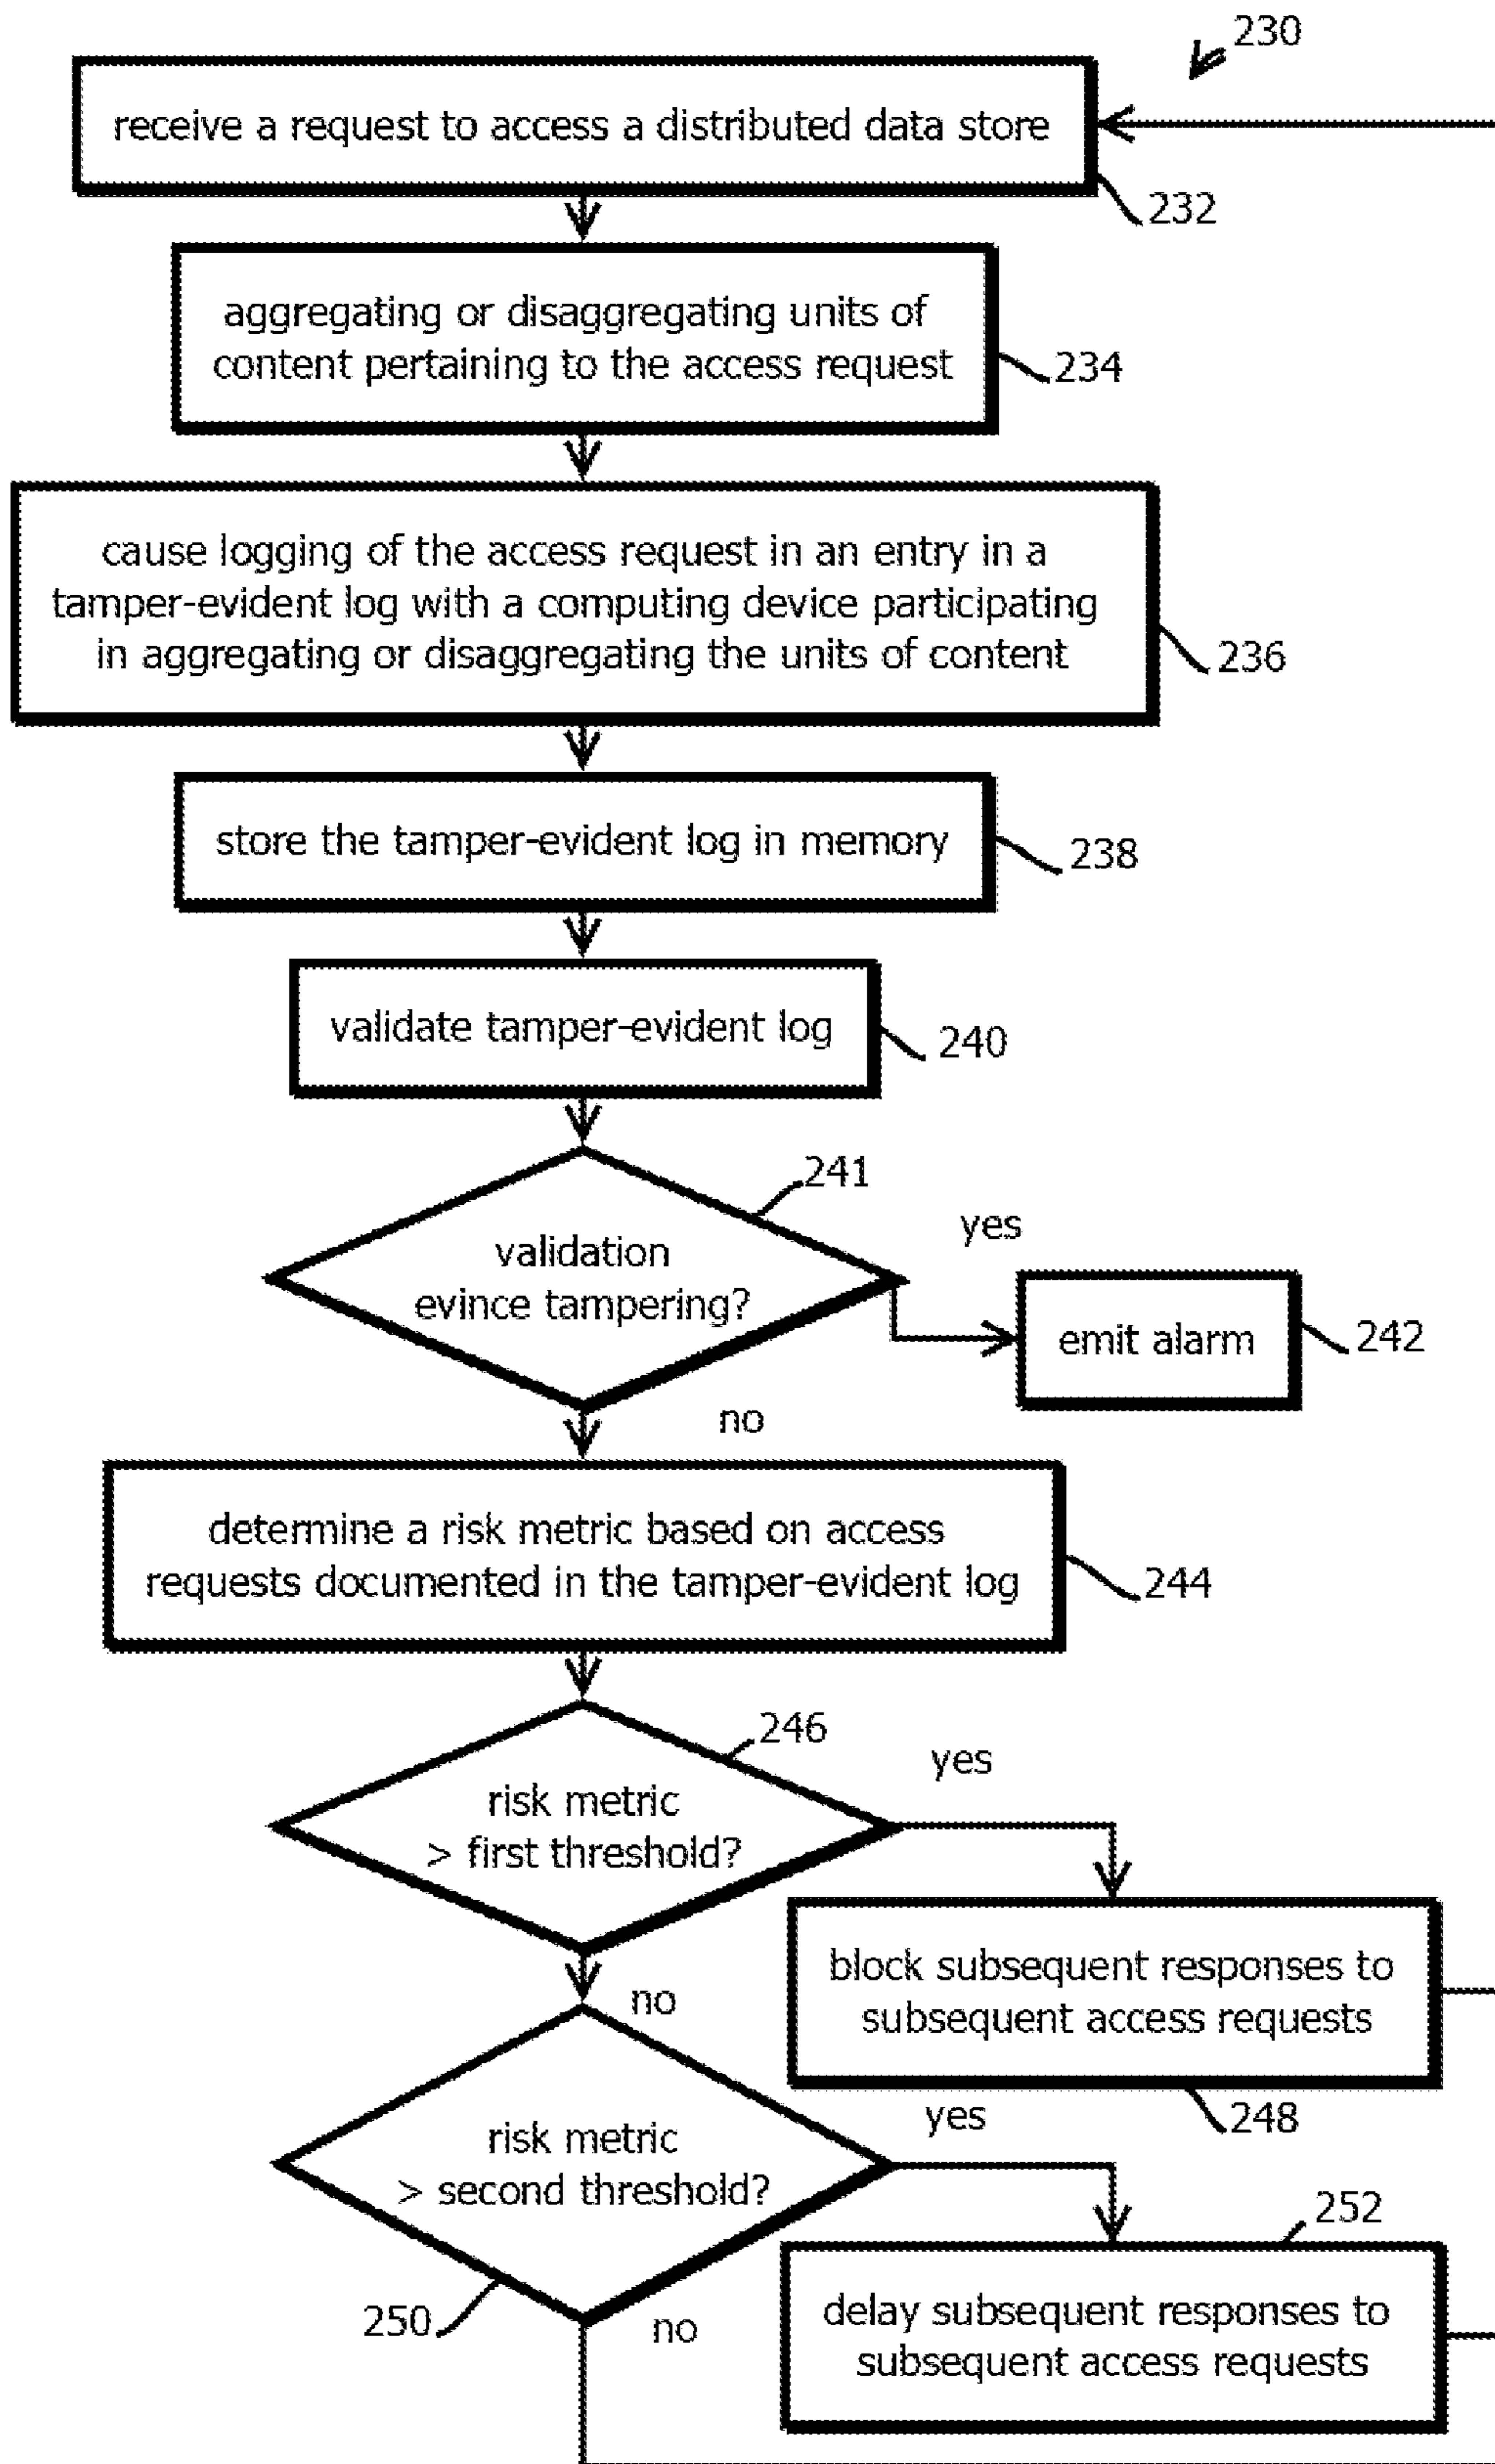 230
receive a request to access a distributed data store
232
aggregating or disaggregating units of
content pertaining to the access request
234
cause logging of the access request in an entry in a
tamper-evident log with a computing device participating
in aggregating or disaggregating the units of content
236
store the tamper-evident log in memory
238
validate tamper-evident log
240
241
validation
evince tampering?
yes
emit alarm
242
no
determine a risk metric based on access
requests documented in the tamper-evident log
244
246
risk metric
> first threshold?
yes
block subsequent responses to
subsequent access requests
248
no
risk metric
> second threshold?
yes
250
no
252
delay subsequent responses to
subsequent access requests